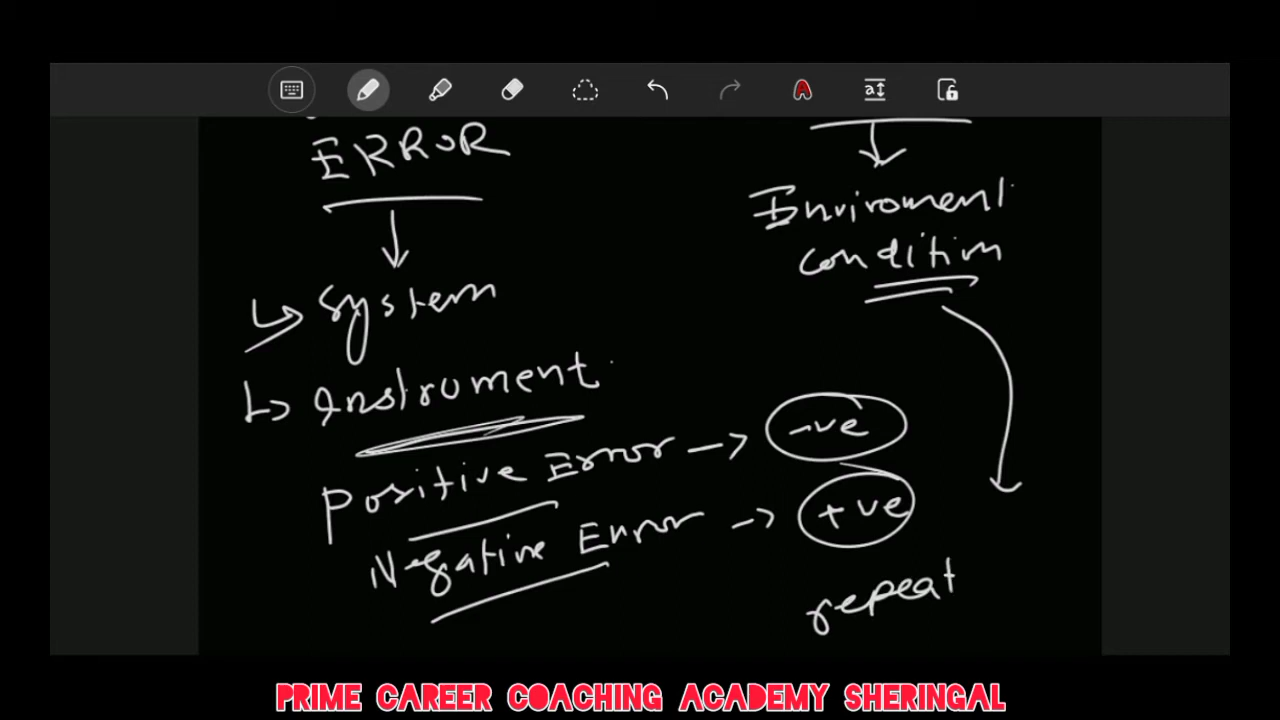 ERROR
System
Instrument
Positive Error → -ve
Negative Error → +ve
Enviroment
condition
repeat
PRIME CAREER COACHING ACADEMY SHERINGAL